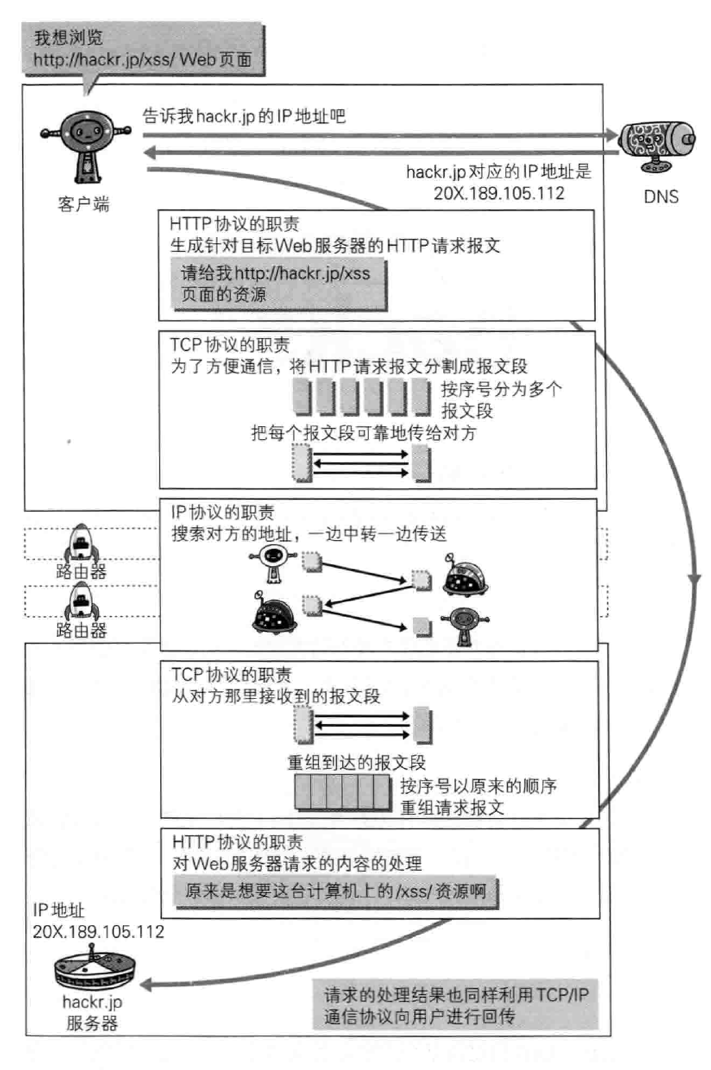 我想浏览
http://hackr.jp/xss/ Web页面
告诉我hackr.jp的IP地址吧
hackr.jp对应的IP地址是
20X.189.105.112
客户端
DNS
HTTP协议的职责
生成针对目标Web服务器的HTTP请求报文
请给我http://hackr.jp/xss
页面的资源
TCP协议的职责
为了方便通信，将HTTP请求报文分割成报文段
按序号分为多个
报文段
把每个报文段可靠地传给对方
IP协议的职责
搜索对方的地址，一边中转一边传送
路由器
路由器
TCP协议的职责
从对方那里接收到的报文段
重组到达的报文段
按序号以原来的顺序
重组请求报文
HTTP协议的职责
对Web服务器请求的内容的处理
原来是想要这台计算机上的/xss/资源啊
IP地址
20X.189.105.112
hackr.jp
服务器
请求的处理结果也同样利用TCP/IP
通信协议向用户进行回传